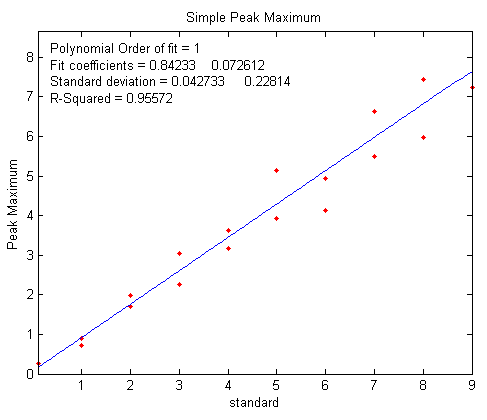 Simple Peak Maximum
Polynomial Order of fit = 1
Fit coefficients = 0.84233 0.072612
Standard deviation = 0.042733 0.22814
R-Squared = 0.95572
Peak Maximum
8
7
6
5
4
3
2
1
0
1 2 3 4 5 6 7 8 9
standard